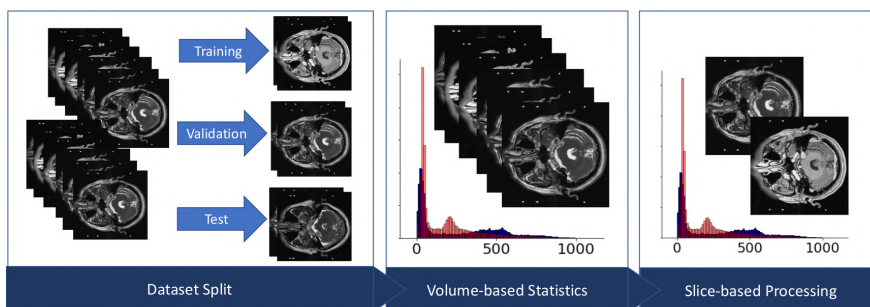 Training
Validation
Test
0 500 1000
0 500 1000
Dataset Split
Volume-based Statistics
Slice-based Processing